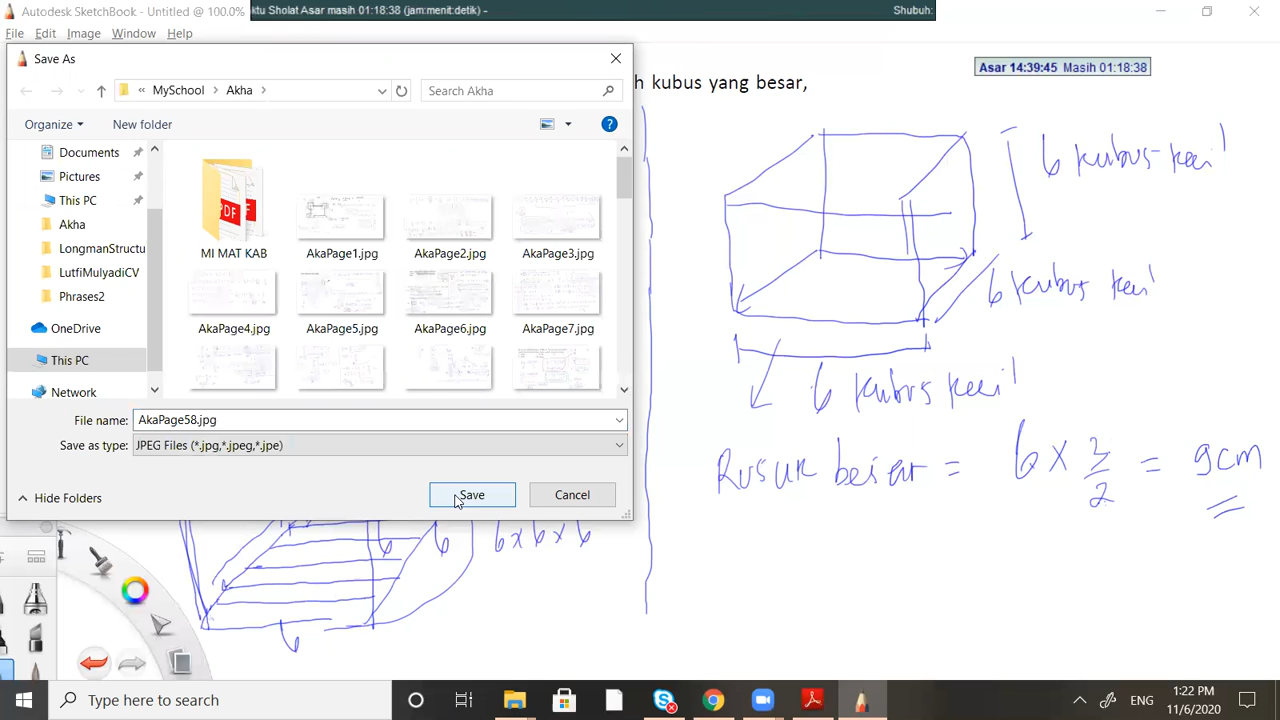 Autodesk SketchBook - Untitled @ 100.0%
ktu Sholat Asar masih 01:18:38 (jam:menit:detik) -
Shubuh:
File Edit Image Window Help
Save As
Asar 14:39:45 Masih 01:18:38
h kubus yang besar,
« MySchool › Akha ›
Search Akha
Organize
New folder
Documents
Pictures
This PC
Akha
LongmanStructu
LutfiMulyadiCV
Phrases2
OneDrive
This PC
Network
PDF
MI MAT KAB
AkaPage1.jpg
AkaPage2.jpg
AkaPage3.jpg
AkaPage4.jpg
AkaPage5.jpg
AkaPage6.jpg
AkaPage7.jpg
File name: AkaPage58.jpg
Save as type: JPEG Files (*.jpg,*.jpeg,*.jpe)
Hide Folders
Save
Cancel
6 kubus kecil
6 kubus kecil
6 kubus kecil
Rusuk besar = 6 x 3/2 = 9cm
6 6 6x6x6
6
Type here to search
ENG
1:22 PM
11/6/2020